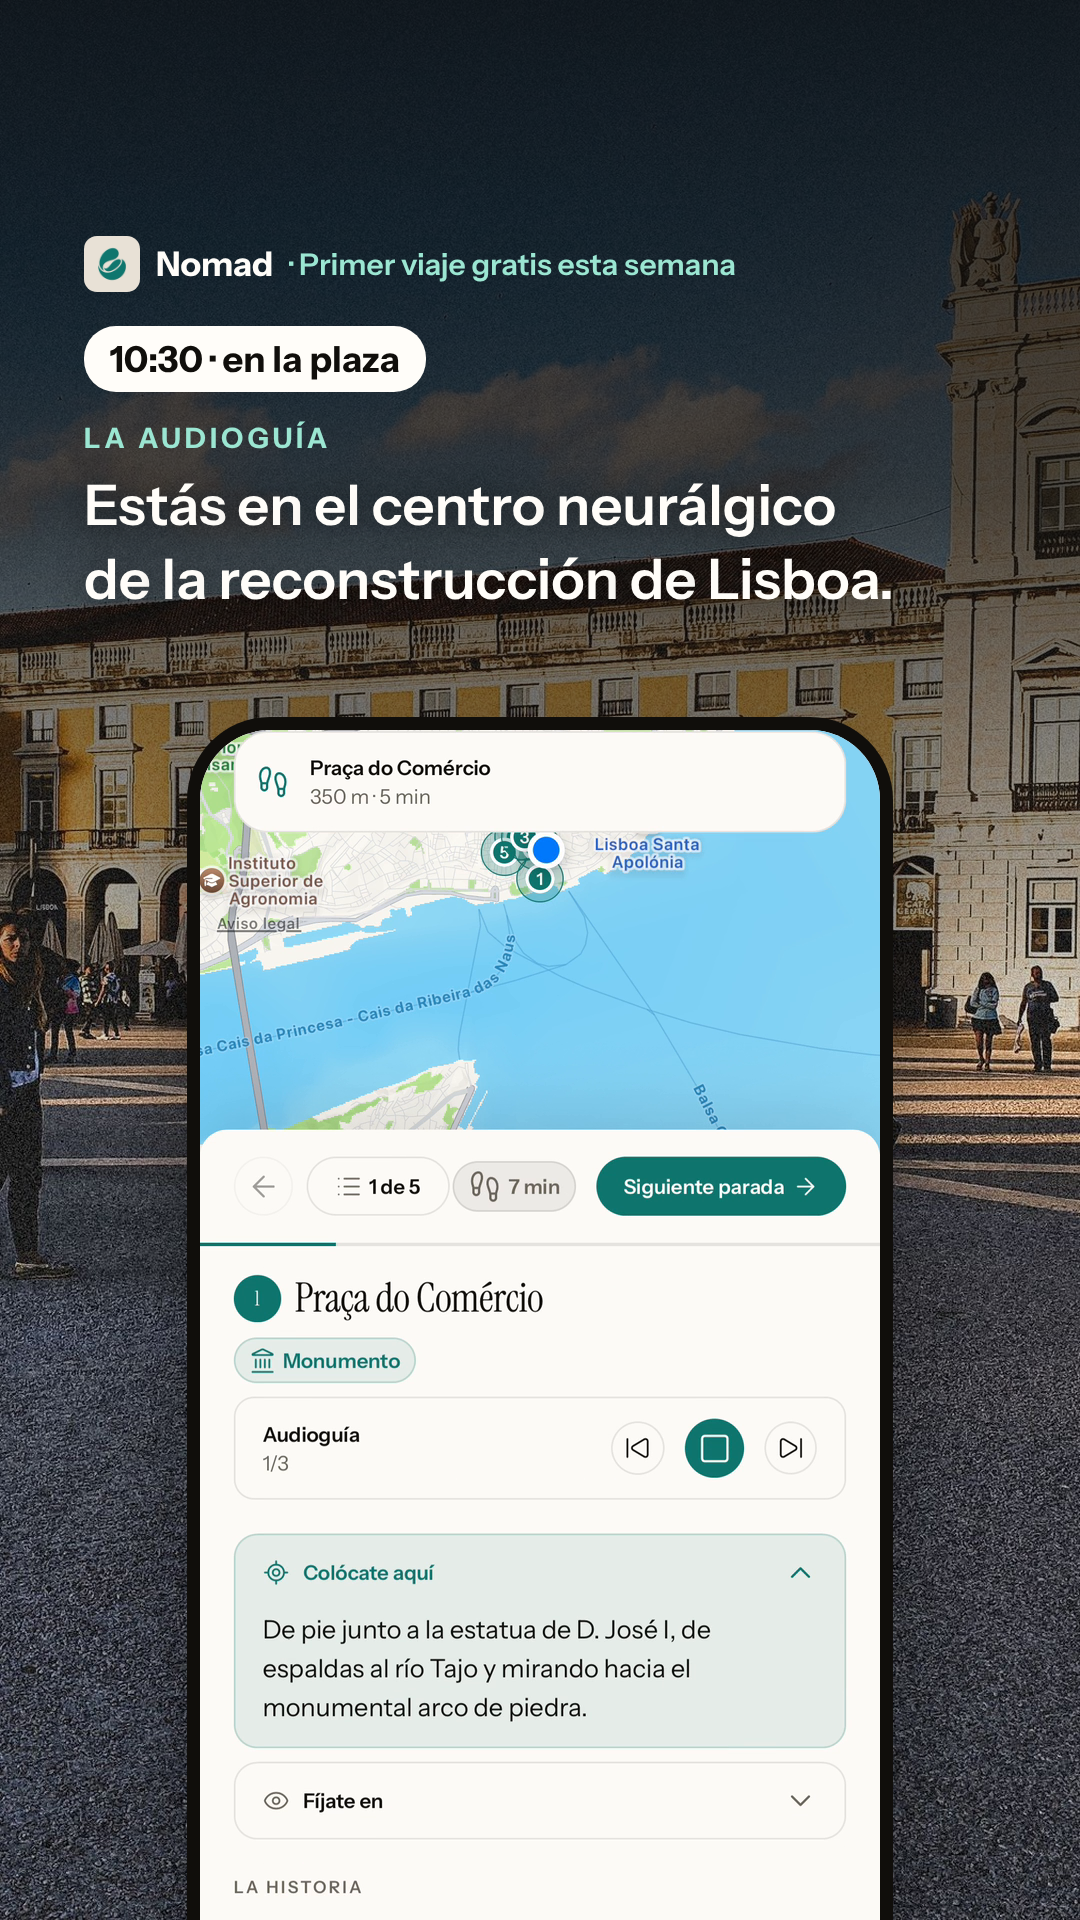 Nomad · Primer viaje gratis esta semana
10:30 · en la plaza
LA AUDIOGUÍA
Estás en el centro neurálgico
de la reconstrucción de Lisboa.
Praça do Comércio
350 m · 5 min
5
3
1
Lisboa Santa
Apolónia
Instituto
Superior de
Agronomia
Aviso legal
Cais da Princesa - Cais da Ribeira das Naus
Balsa
LISBOA
1 de 5
7 min
Siguiente parada
1 Praça do Comércio
Monumento
Audioguía
1/3
Colócate aquí
De pie junto a la estatua de D. José I, de
espaldas al río Tajo y mirando hacia el
monumental arco de piedra.
Fíjate en
LA HISTORIA